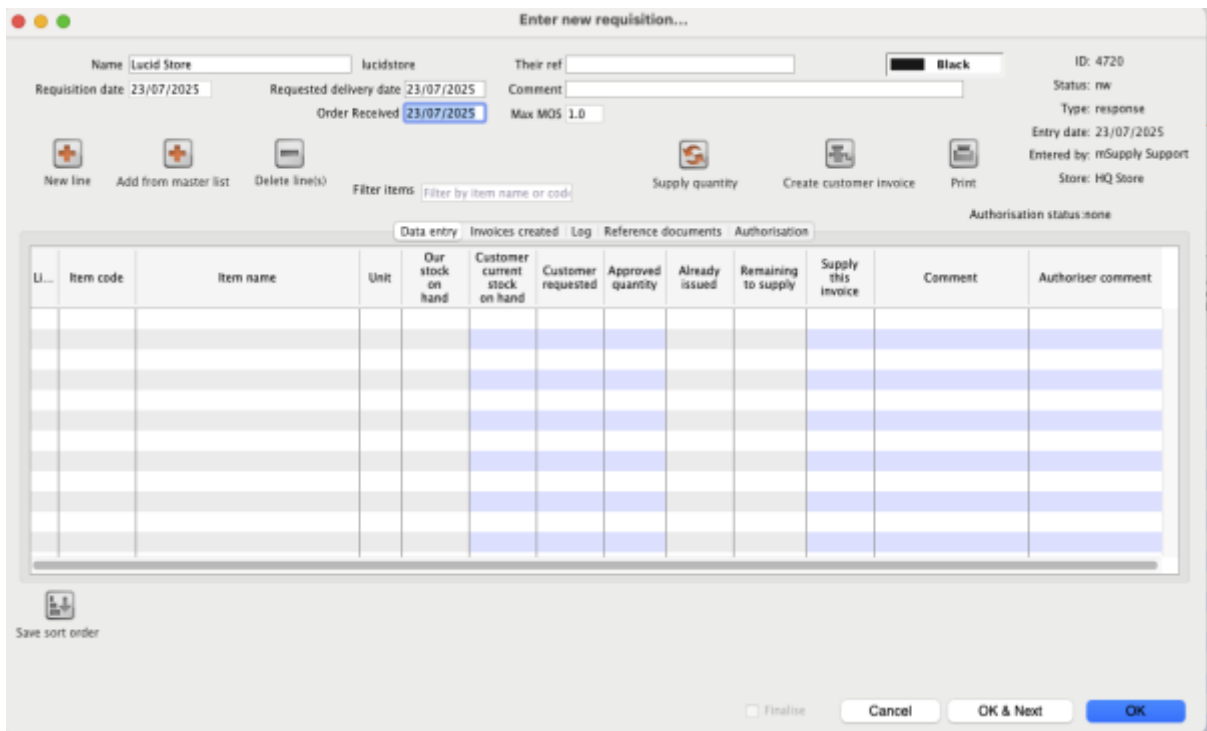 Enter new requisition...
Name Lucid Store lucidstore Their ref Black ID: 4720
Requisition date 23/07/2025 Requested delivery date 23/07/2025 Comment Status: nw
Order Received 23/07/2025 Max MOS 1.0 Type: response
Entry date: 23/07/2025
Entered by: mSupply Support
New line Add from master list Delete line(s) Filter items Filter by item name or code Supply quantity Create customer invoice Print Store: HQ Store
Authorisation status:none
Data entry Invoices created Log Reference documents Authorisation
Li... Item code Item name Unit Our stock on hand Customer current stock on hand Customer requested Approved quantity Already issued Remaining to supply Supply this invoice Comment Authoriser comment
Save sort order
Finalise Cancel OK & Next OK